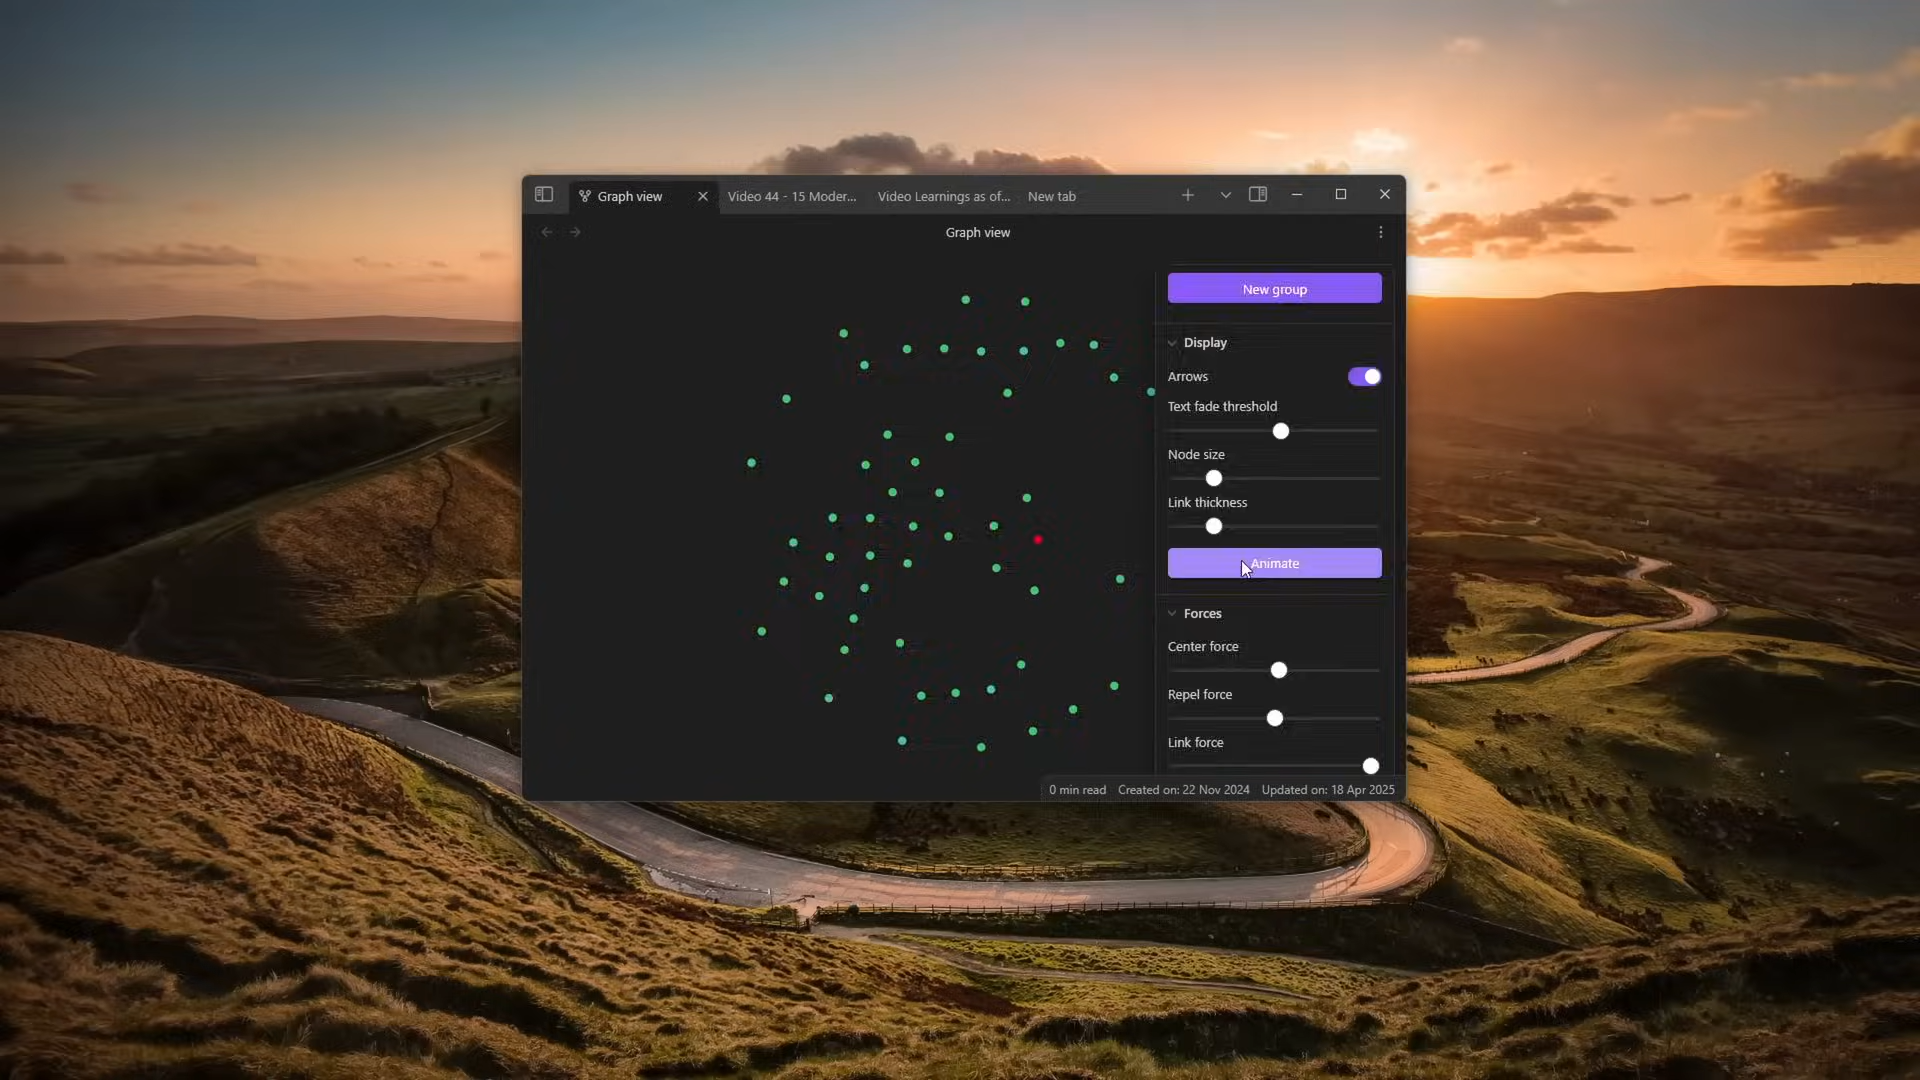 Graph view
Video 44 - 15 Moder...
Video Learnings as of...
New tab
Graph view
New group
Display
Arrows
Text fade threshold
Node size
Link thickness
Animate
Forces
Center force
Repel force
Link force
0 min read Created on: 22 Nov 2024 Updated on: 18 Apr 2025